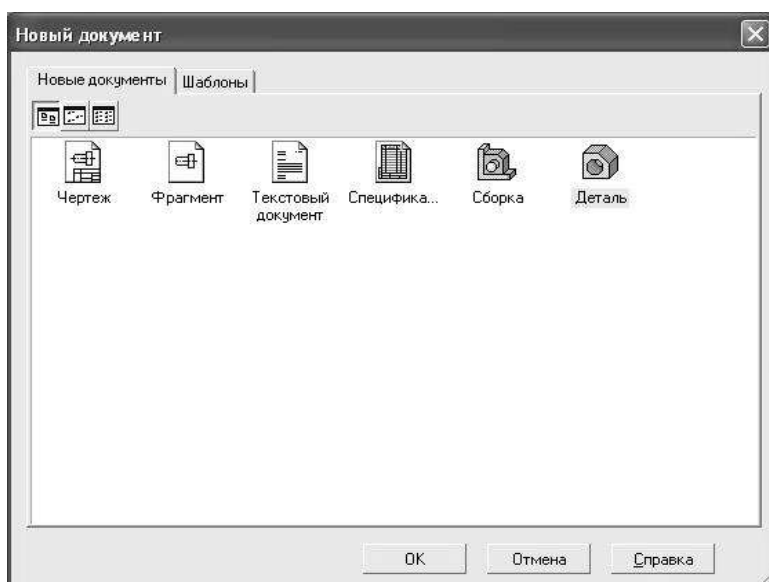 Новый документ
Новые документы Шаблоны
Чертеж Фрагмент Текстовый документ Специфика... Сборка Деталь
OK Отмена Справка